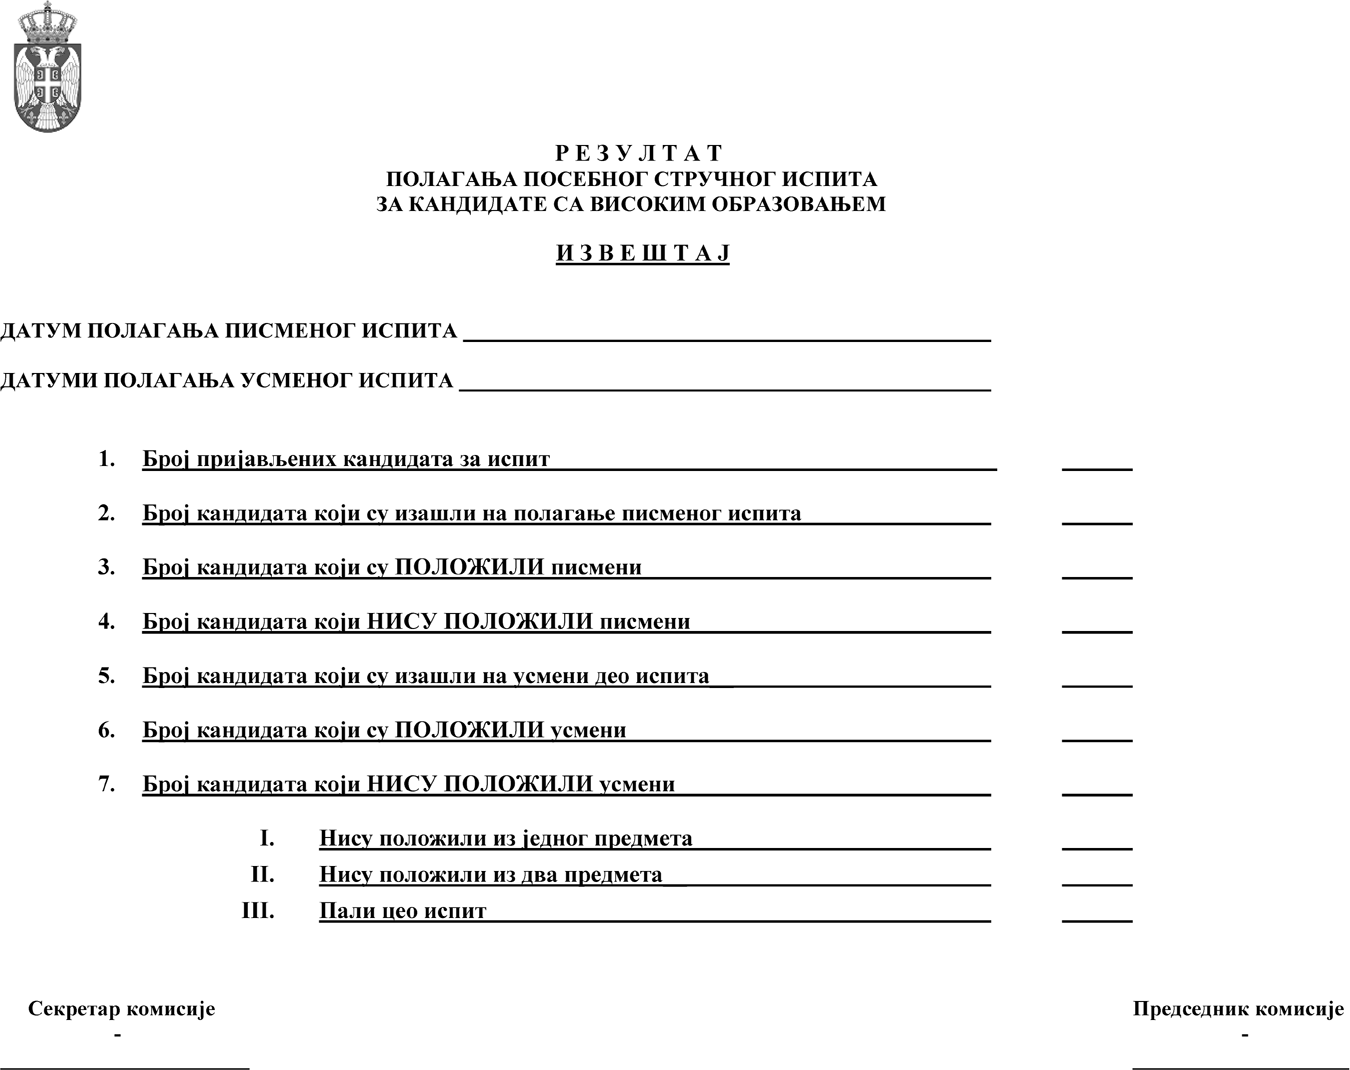 Р Е З У Л Т А Т
ПОЛАГАЊА ПОСЕБНОГ СТРУЧНОГ ИСПИТА
ЗА КАНДИДАТЕ СА ВИСОКИМ ОБРАЗОВАЊЕМ
И З В Е Ш Т А Ј
ДАТУМ ПОЛАГАЊА ПИСМЕНОГ ИСПИТА
ДАТУМИ ПОЛАГАЊА УСМЕНОГ ИСПИТА
1. Број пријављених кандидата за испит
2. Број кандидата који су изашли на полагање писменог испита
3. Број кандидата који су ПОЛОЖИЛИ писмени
4. Број кандидата који НИСУ ПОЛОЖИЛИ писмени
5. Број кандидата који су изашли на усмени део испита
6. Број кандидата који су ПОЛОЖИЛИ усмени
7. Број кандидата који НИСУ ПОЛОЖИЛИ усмени
I. Нису положили из једног предмета
II. Нису положили из два предмета
III. Пали цео испит
Секретар комисије
-
Председник комисије
-